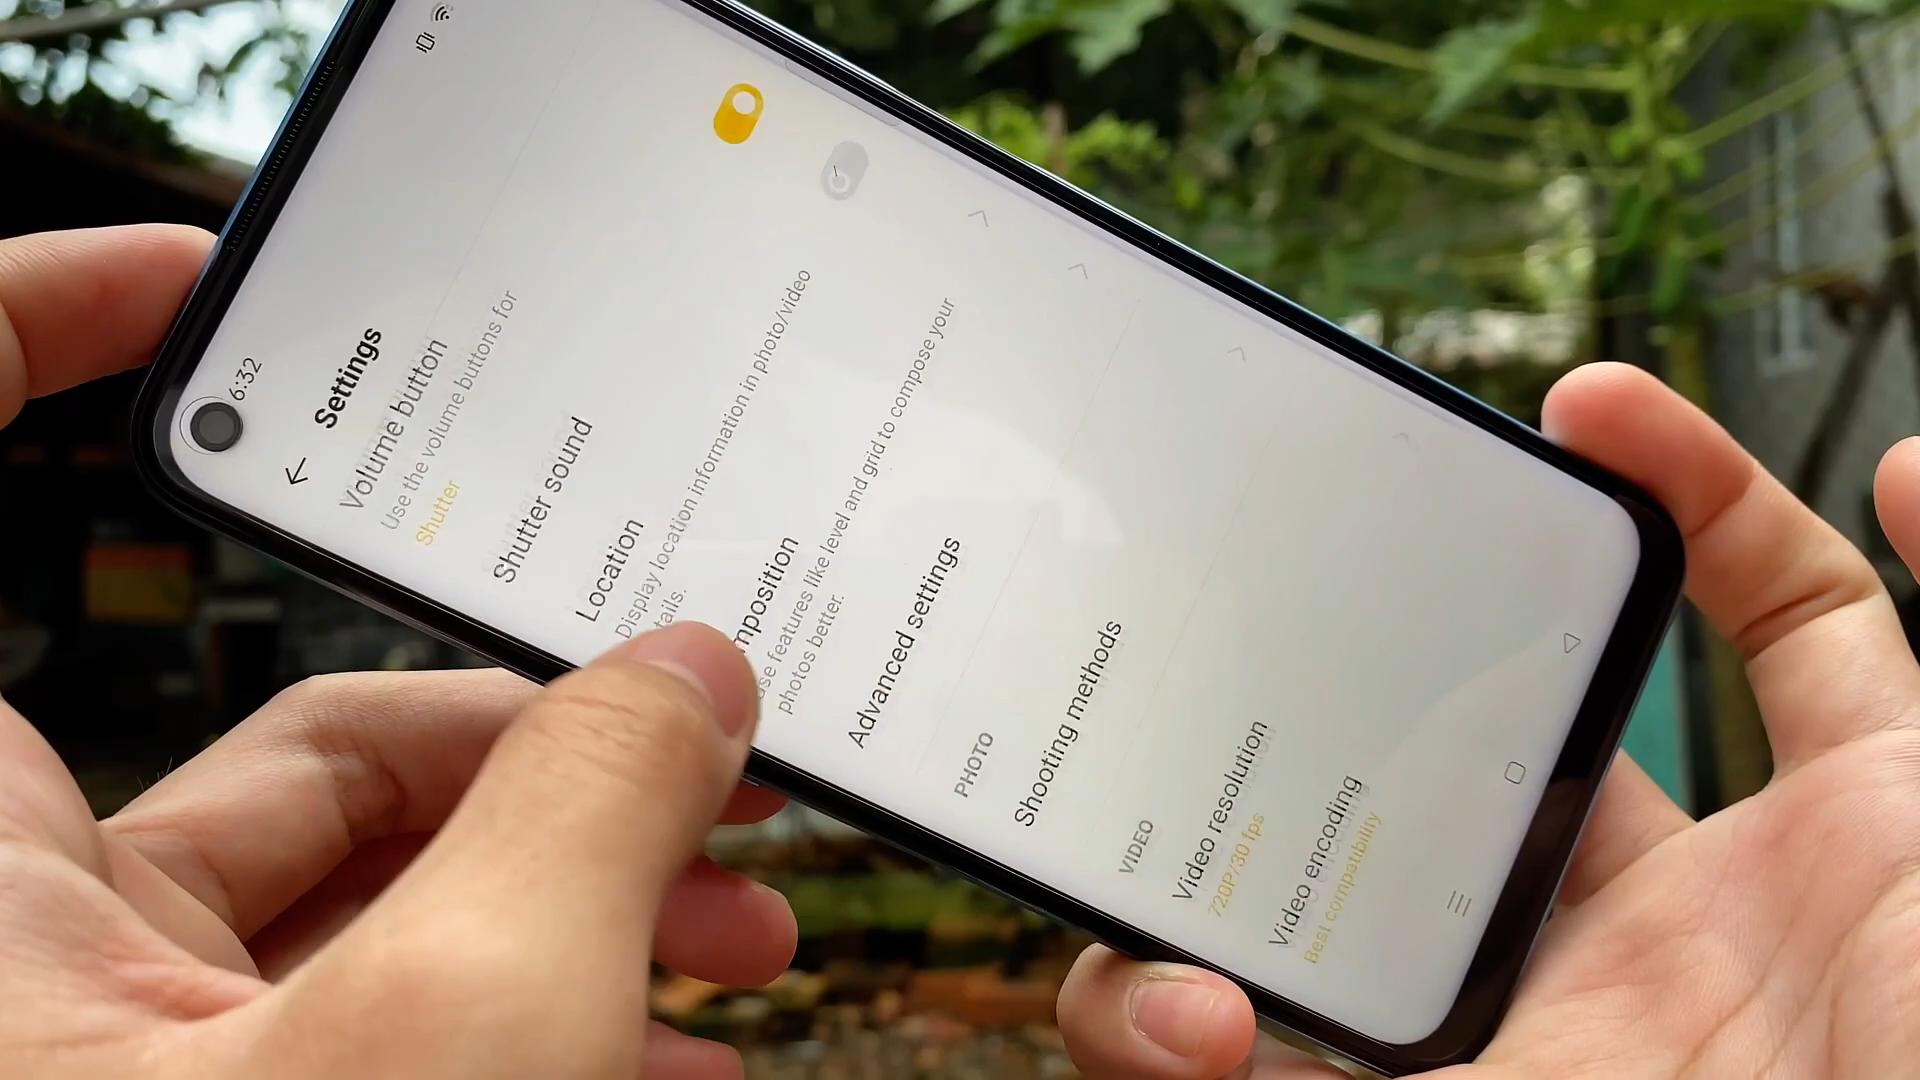 6:32
Settings
Volume button
Use the volume buttons for
Shutter
Shutter sound
Location
Display location information in photo/video
tails.
mposition
use features like level and grid to compose your
photos better.
Advanced settings
PHOTO
Shooting methods
VIDEO
Video resolution
720P/30 fps
Video encoding
Best compatibility